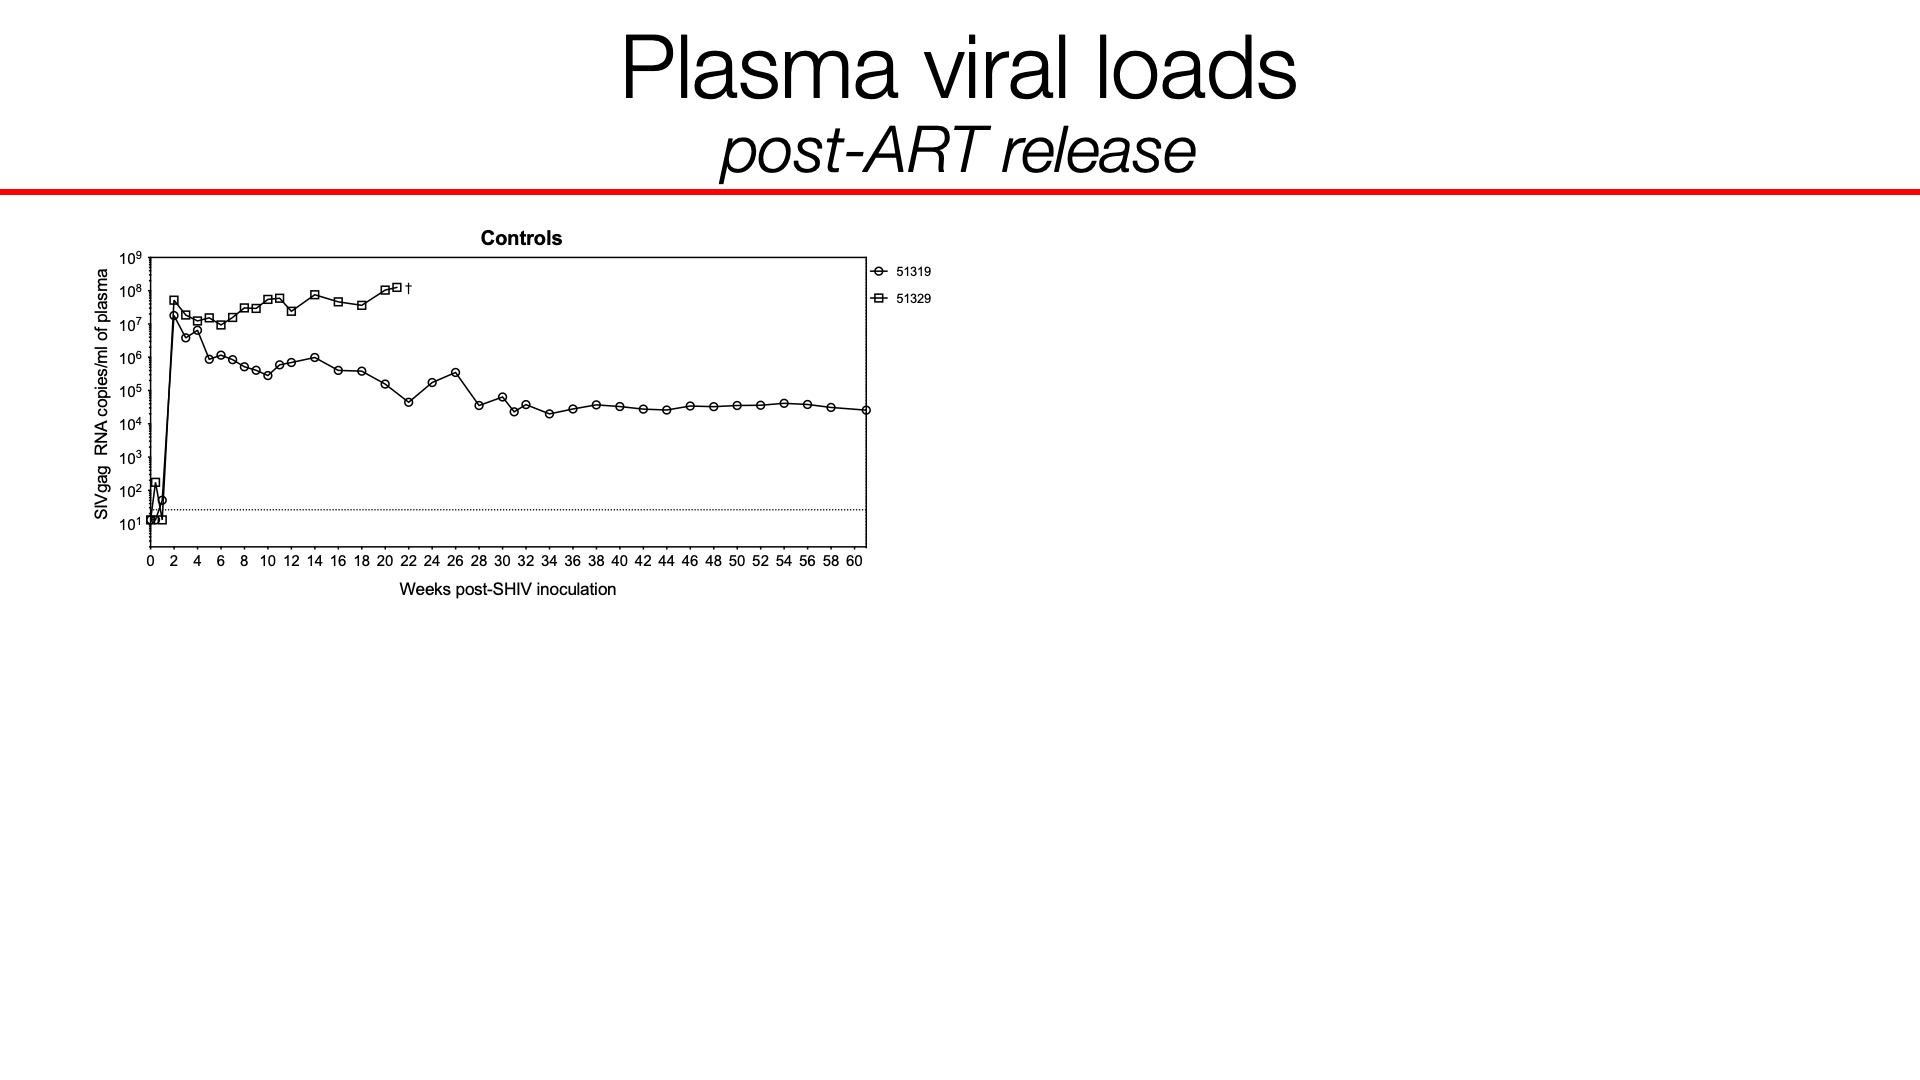 Plasma viral loads
post-ART release
Controls
SIVgag RNA copies/ml of plasma
10⁹
10⁸
10⁷
10⁶
10⁵
10⁴
10³
10²
10¹
†
51319
51329
0 2 4 6 8 10 12 14 16 18 20 22 24 26 28 30 32 34 36 38 40 42 44 46 48 50 52 54 56 58 60
Weeks post-SHIV inoculation